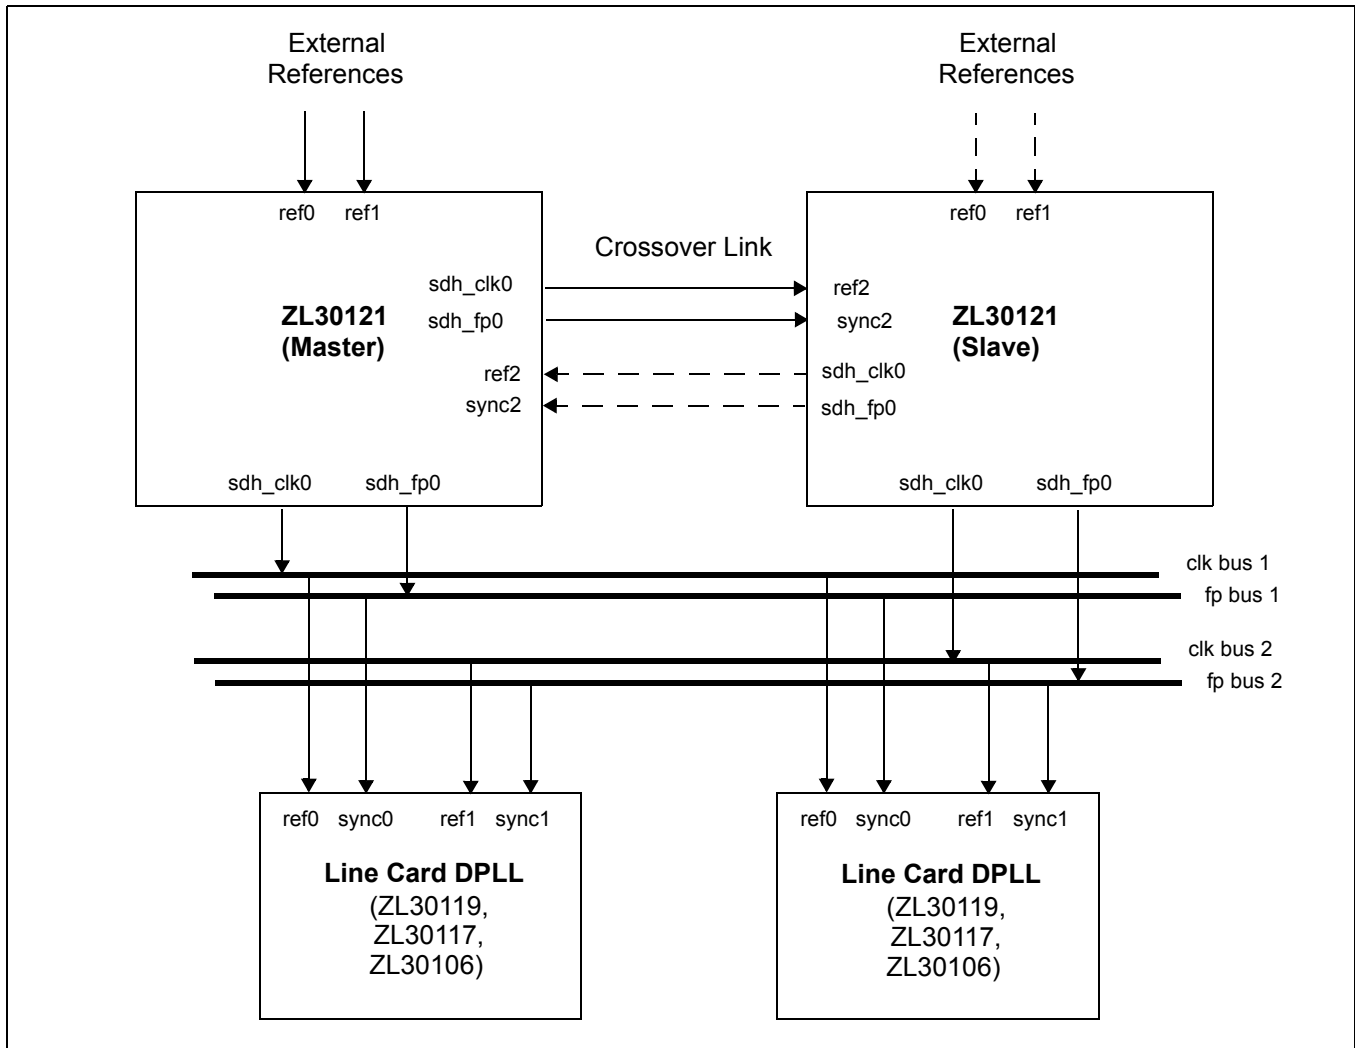 External
References
External
References
ref0 ref1
ref0 ref1
Crossover Link
sdh_clk0
ref2
ZL30121
(Master)
sdh_fp0
sync2
ZL30121
(Slave)
ref2
sdh_clk0
sync2
sdh_fp0
sdh_clk0 sdh_fp0
sdh_clk0 sdh_fp0
clk bus 1
fp bus 1
clk bus 2
fp bus 2
ref0 sync0 ref1 sync1
Line Card DPLL
(ZL30119,
ZL30117,
ZL30106)
ref0 sync0 ref1 sync1
Line Card DPLL
(ZL30119,
ZL30117,
ZL30106)